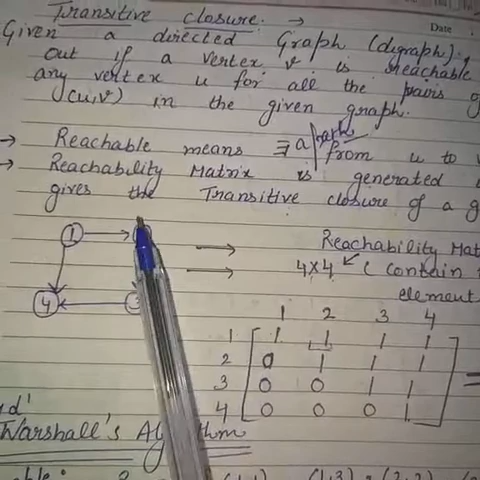 Transitive closure. →
Date
Given a directed Graph (digraph),
out if a vertex v is reachable
any vertex u for all the pairs
(u,v) in the given graph.
→ Reachable means ∃ a path from u to
→ Reachability Matrix is generated
gives the Transitive closure of a
1 → → Reachability Mat
→ 4x4 ( contain
element
4 3
1 2 3 4
1 1 1 1 1
2 0 1 1 1
3 0 0 1 1 =
4 0 0 0 1
Warshall's